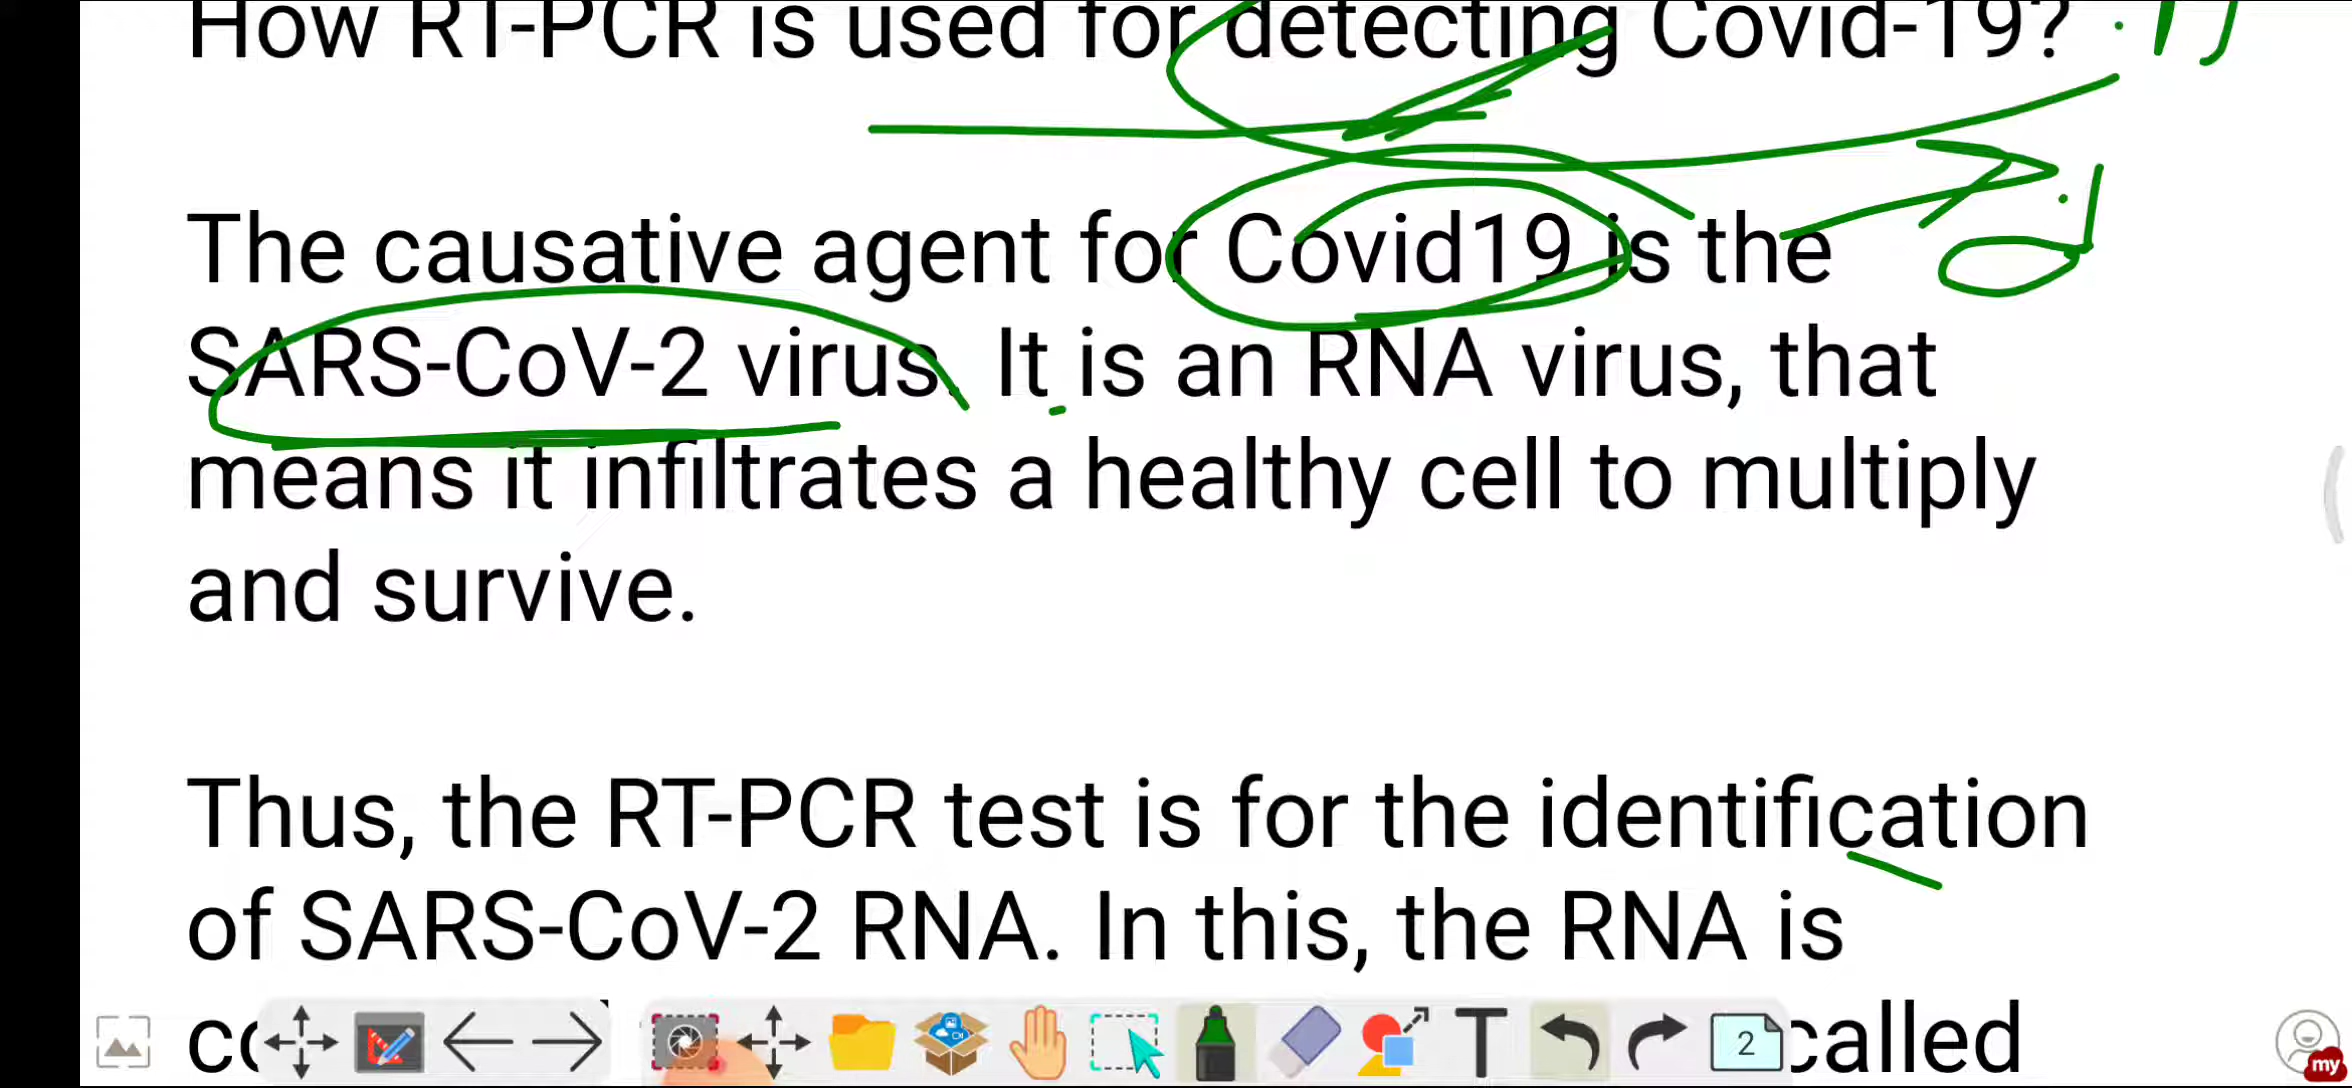 How RT-PCR is used for detecting Covid-19?
The causative agent for Covid19 is the
SARS-CoV-2 virus. It is an RNA virus, that
means it infiltrates a healthy cell to multiply
and survive.
Thus, the RT-PCR test is for the identification
of SARS-CoV-2 RNA. In this, the RNA is
called
T
2
my